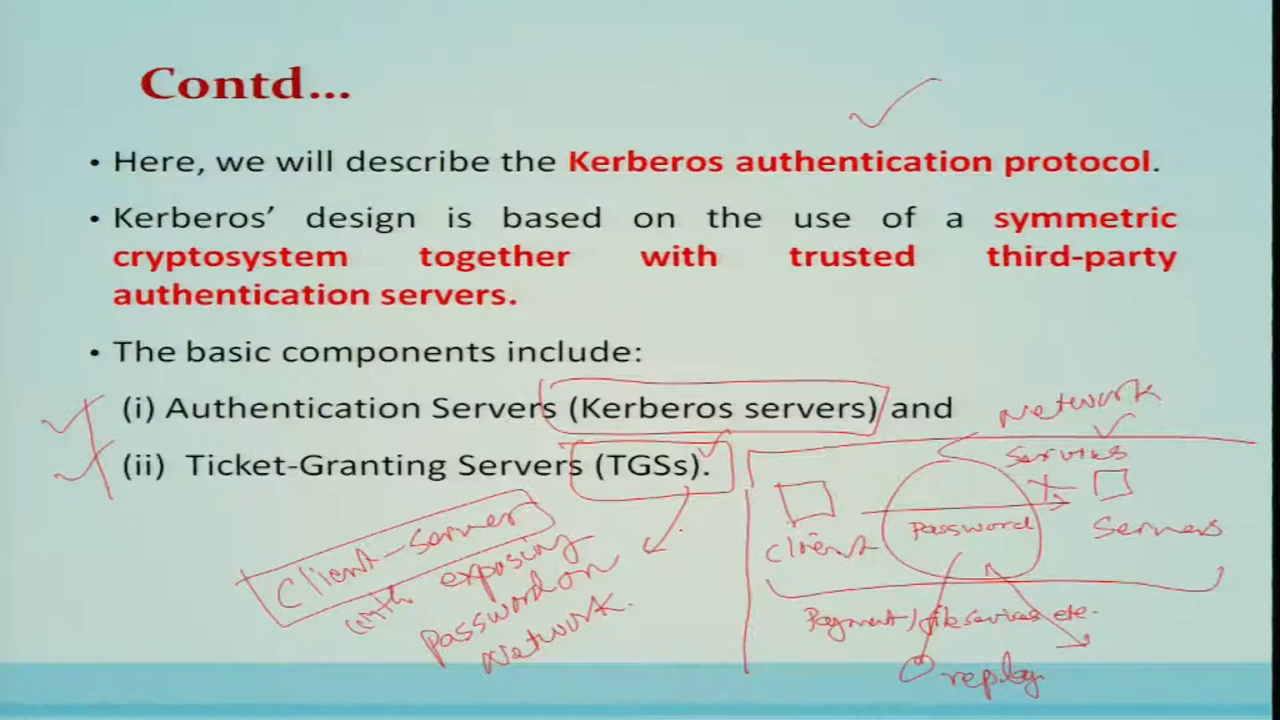 Contd...
• Here, we will describe the Kerberos authentication protocol.
• Kerberos' design is based on the use of a symmetric
cryptosystem together with trusted third-party
authentication servers.
• The basic components include:
(i) Authentication Servers (Kerberos servers) and
(ii) Ticket-Granting Servers (TGSs).
Network
Services
Client
Password
Servers
Payment/file services etc.
replay
Client-server
with exposing
password on
Network.